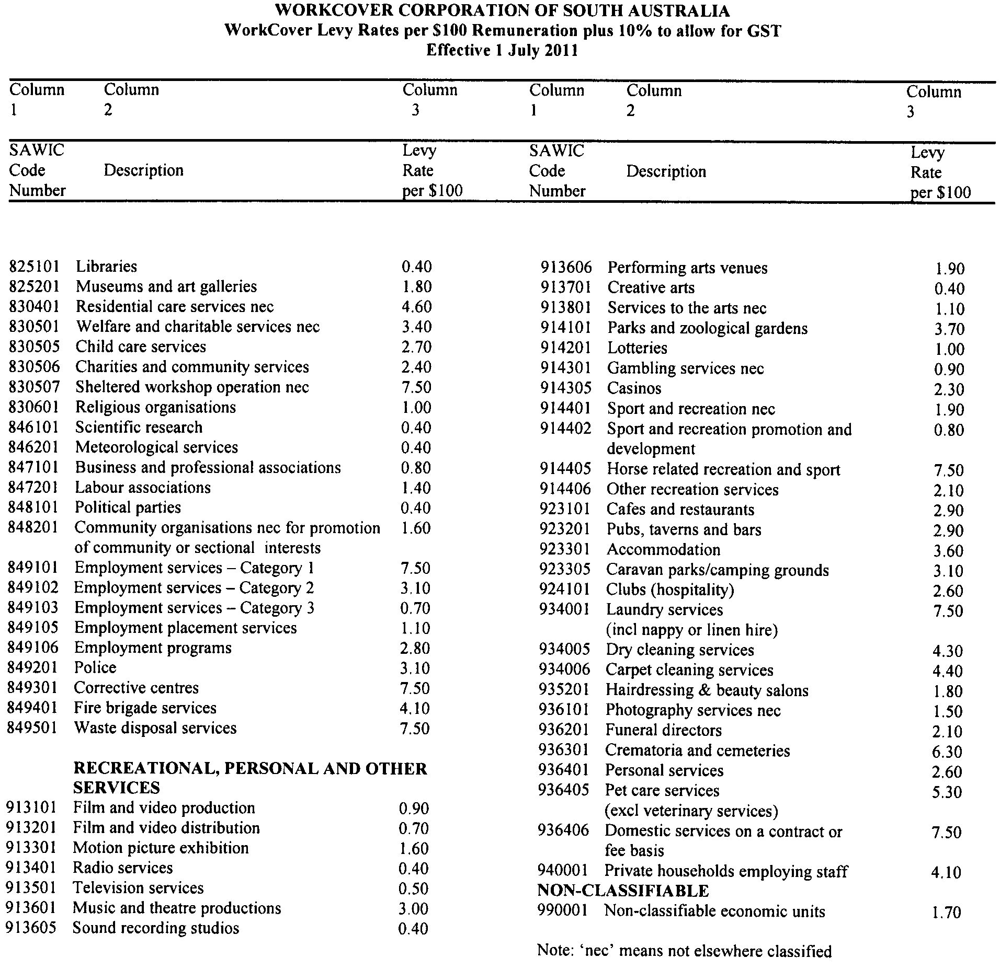 WORKCOVER CORPORATION OF SOUTH AUSTRALIA
WorkCover Levy Rates per $100 Remuneration plus 10% to allow for GST
Effective 1 July 2011
Column Column Column Column Column Column
1 2 3 1 2 3
SAWIC Levy SAWIC Levy
Code Description Rate Code Description Rate
Number per $100 Number per $100
825101 Libraries 0.40
825201 Museums and art galleries 1.80
830401 Residential care services nec 4.60
830501 Welfare and charitable services nec 3.40
830505 Child care services 2.70
830506 Charities and community services 2.40
830507 Sheltered workshop operation nec 7.50
830601 Religious organisations 1.00
846101 Scientific research 0.40
846201 Meteorological services 0.40
847101 Business and professional associations 0.80
847201 Labour associations 1.40
848101 Political parties 0.40
848201 Community organisations nec for promotion 1.60
of community or sectional interests
849101 Employment services – Category 1 7.50
849102 Employment services – Category 2 3.10
849103 Employment services – Category 3 0.70
849105 Employment placement services 1.10
849106 Employment programs 2.80
849201 Police 3.10
849301 Corrective centres 7.50
849401 Fire brigade services 4.10
849501 Waste disposal services 7.50
RECREATIONAL, PERSONAL AND OTHER
SERVICES
913101 Film and video production 0.90
913201 Film and video distribution 0.70
913301 Motion picture exhibition 1.60
913401 Radio services 0.40
913501 Television services 0.50
913601 Music and theatre productions 3.00
913605 Sound recording studios 0.40
913606 Performing arts venues 1.90
913701 Creative arts 0.40
913801 Services to the arts nec 1.10
914101 Parks and zoological gardens 3.70
914201 Lotteries 1.00
914301 Gambling services nec 0.90
914305 Casinos 2.30
914401 Sport and recreation nec 1.90
914402 Sport and recreation promotion and 0.80
development
914405 Horse related recreation and sport 7.50
914406 Other recreation services 2.10
923101 Cafes and restaurants 2.90
923201 Pubs, taverns and bars 2.90
923301 Accommodation 3.60
923305 Caravan parks/camping grounds 3.10
924101 Clubs (hospitality) 2.60
934001 Laundry services 7.50
(incl nappy or linen hire)
934005 Dry cleaning services 4.30
934006 Carpet cleaning services 4.40
935201 Hairdressing & beauty salons 1.80
936101 Photography services nec 1.50
936201 Funeral directors 2.10
936301 Crematoria and cemeteries 6.30
936401 Personal services 2.60
936405 Pet care services 5.30
(excl veterinary services)
936406 Domestic services on a contract or 7.50
fee basis
940001 Private households employing staff 4.10
NON-CLASSIFIABLE
990001 Non-classifiable economic units 1.70
Note: ‘nec’ means not elsewhere classified